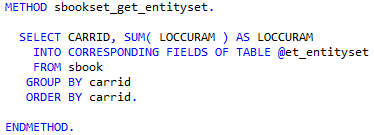 METHOD sbookset_get_entityset.
SELECT CARRID, SUM( LOCCURAM ) AS LOCCURAM
INTO CORRESPONDING FIELDS OF TABLE @et_entityset
FROM sbook
GROUP BY carrid
ORDER BY carrid.
ENDMETHOD.